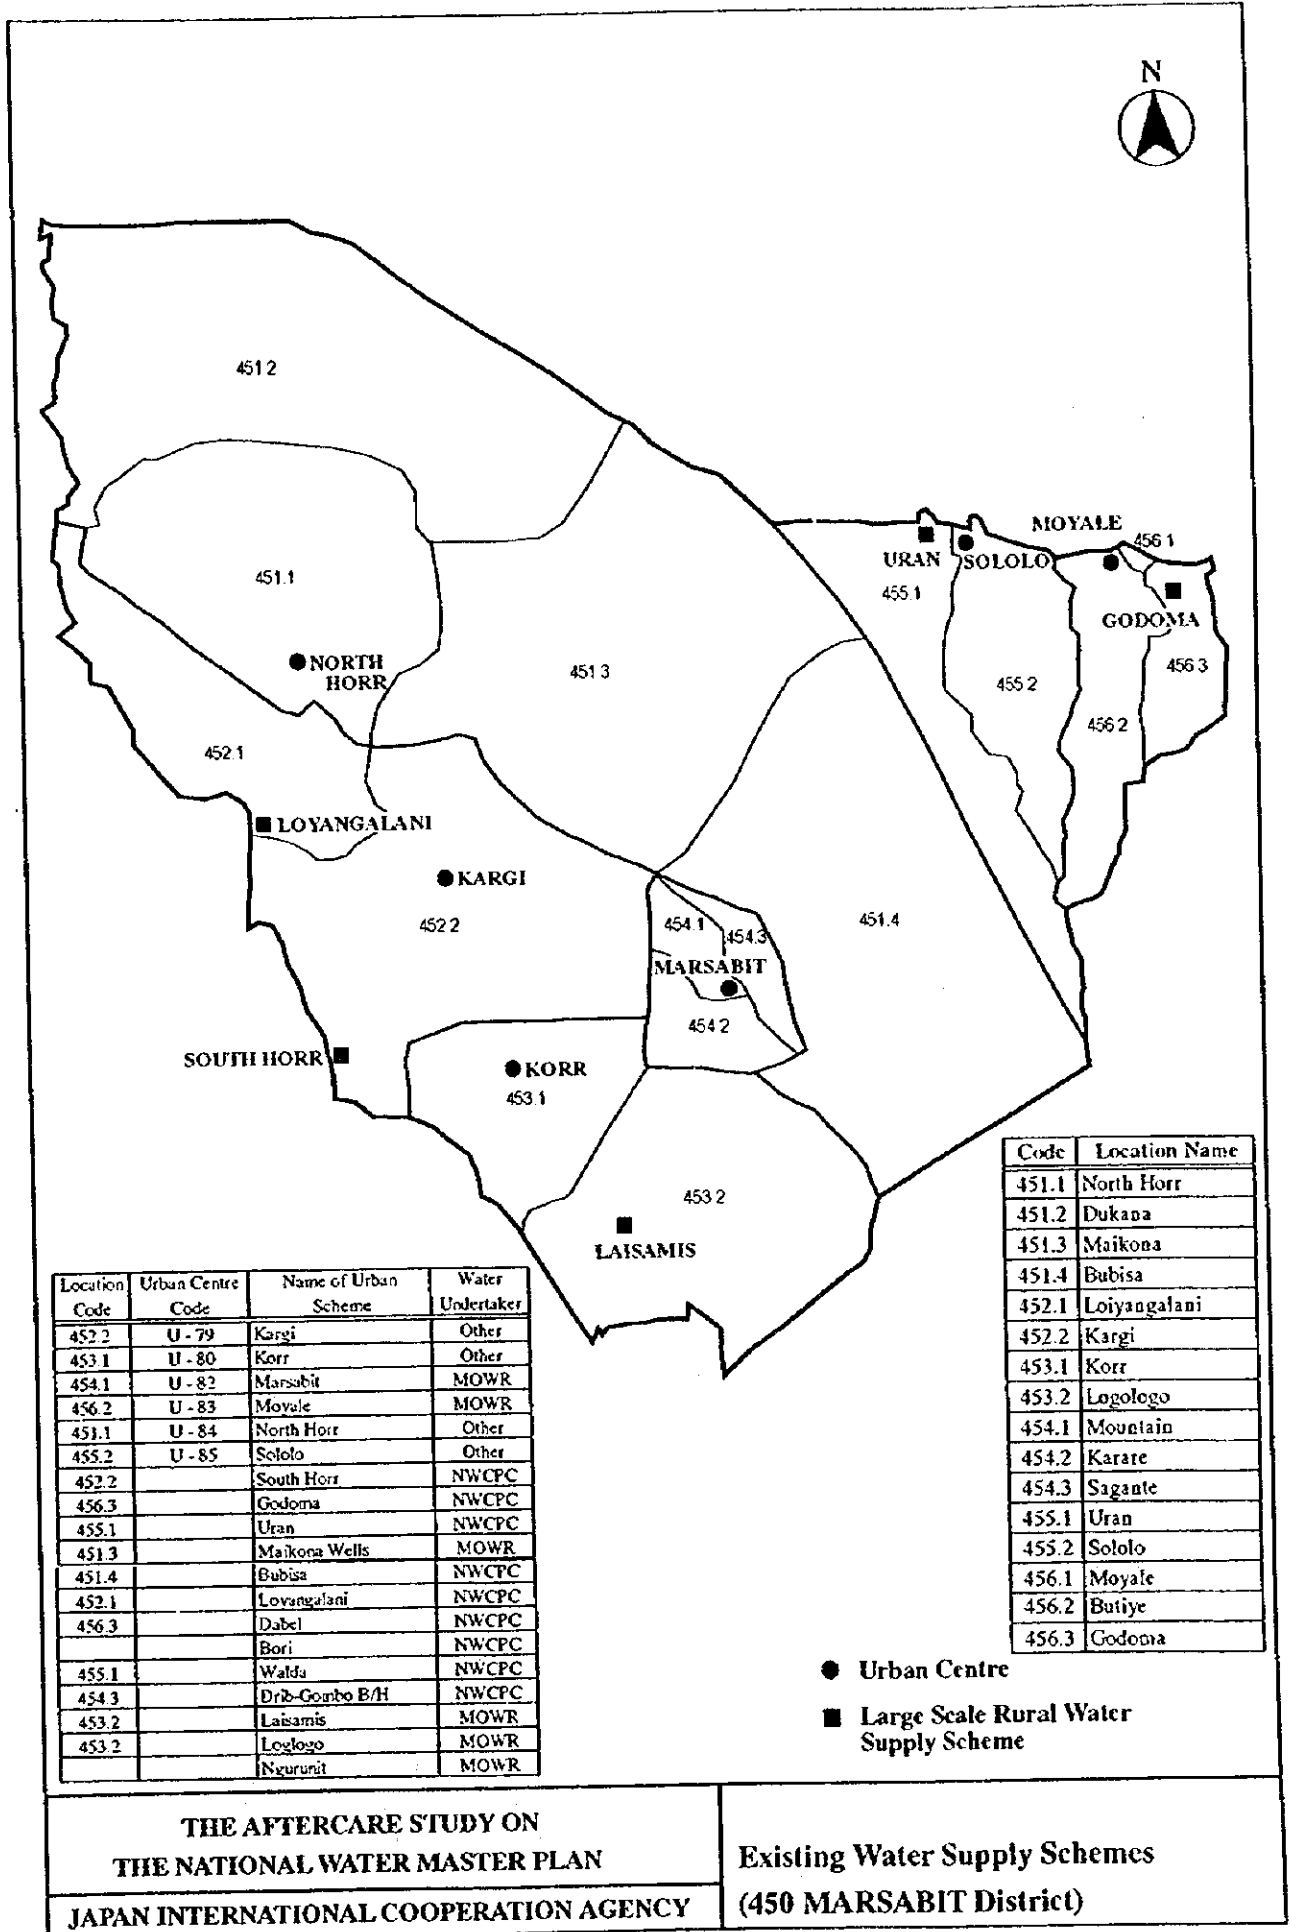 N
451 2
MOYALE
456 1
URAN
SOLOLO
451.1
455.1
GODOMA
NORTH
HORR
451 3
455 2
456 3
456 2
452.1
LOYANGALANI
KARGI
452 2
454.1
454.3
451.4
MARSABIT
454 2
SOUTH HORR
KORR
453.1
453 2
LAISAMIS
Code Location Name
451.1 North Horr
451.2 Dukana
451.3 Maikona
451.4 Bubisa
452.1 Loiyangalani
452.2 Kargi
453.1 Korr
453.2 Logologo
454.1 Mountain
454.2 Karare
454.3 Sagante
455.1 Uran
455.2 Sololo
456.1 Moyale
456.2 Butiye
456.3 Godoma
Location Urban Centre Name of Urban Water
Code Code Scheme Undertaker
452.2 U - 79 Kargi Other
453.1 U - 80 Korr Other
454.1 U - 82 Marsabit MOWR
456.2 U - 83 Moyale MOWR
451.1 U - 84 North Horr Other
455.2 U - 85 Sololo Other
452.2 South Horr NWCPC
456.3 Godoma NWCPC
455.1 Uran NWCPC
451.3 Maikona Wells MOWR
451.4 Bubisa NWCPC
452.1 Loyangalani NWCPC
456.3 Dabel NWCPC
Bori NWCPC
455.1 Walda NWCPC
454.3 Drib-Gombo B/H NWCPC
453.2 Laisamis MOWR
453.2 Loglogo MOWR
Ngurunit MOWR
Urban Centre
Large Scale Rural Water
Supply Scheme
THE AFTERCARE STUDY ON
THE NATIONAL WATER MASTER PLAN
JAPAN INTERNATIONAL COOPERATION AGENCY
Existing Water Supply Schemes
(450 MARSABIT District)